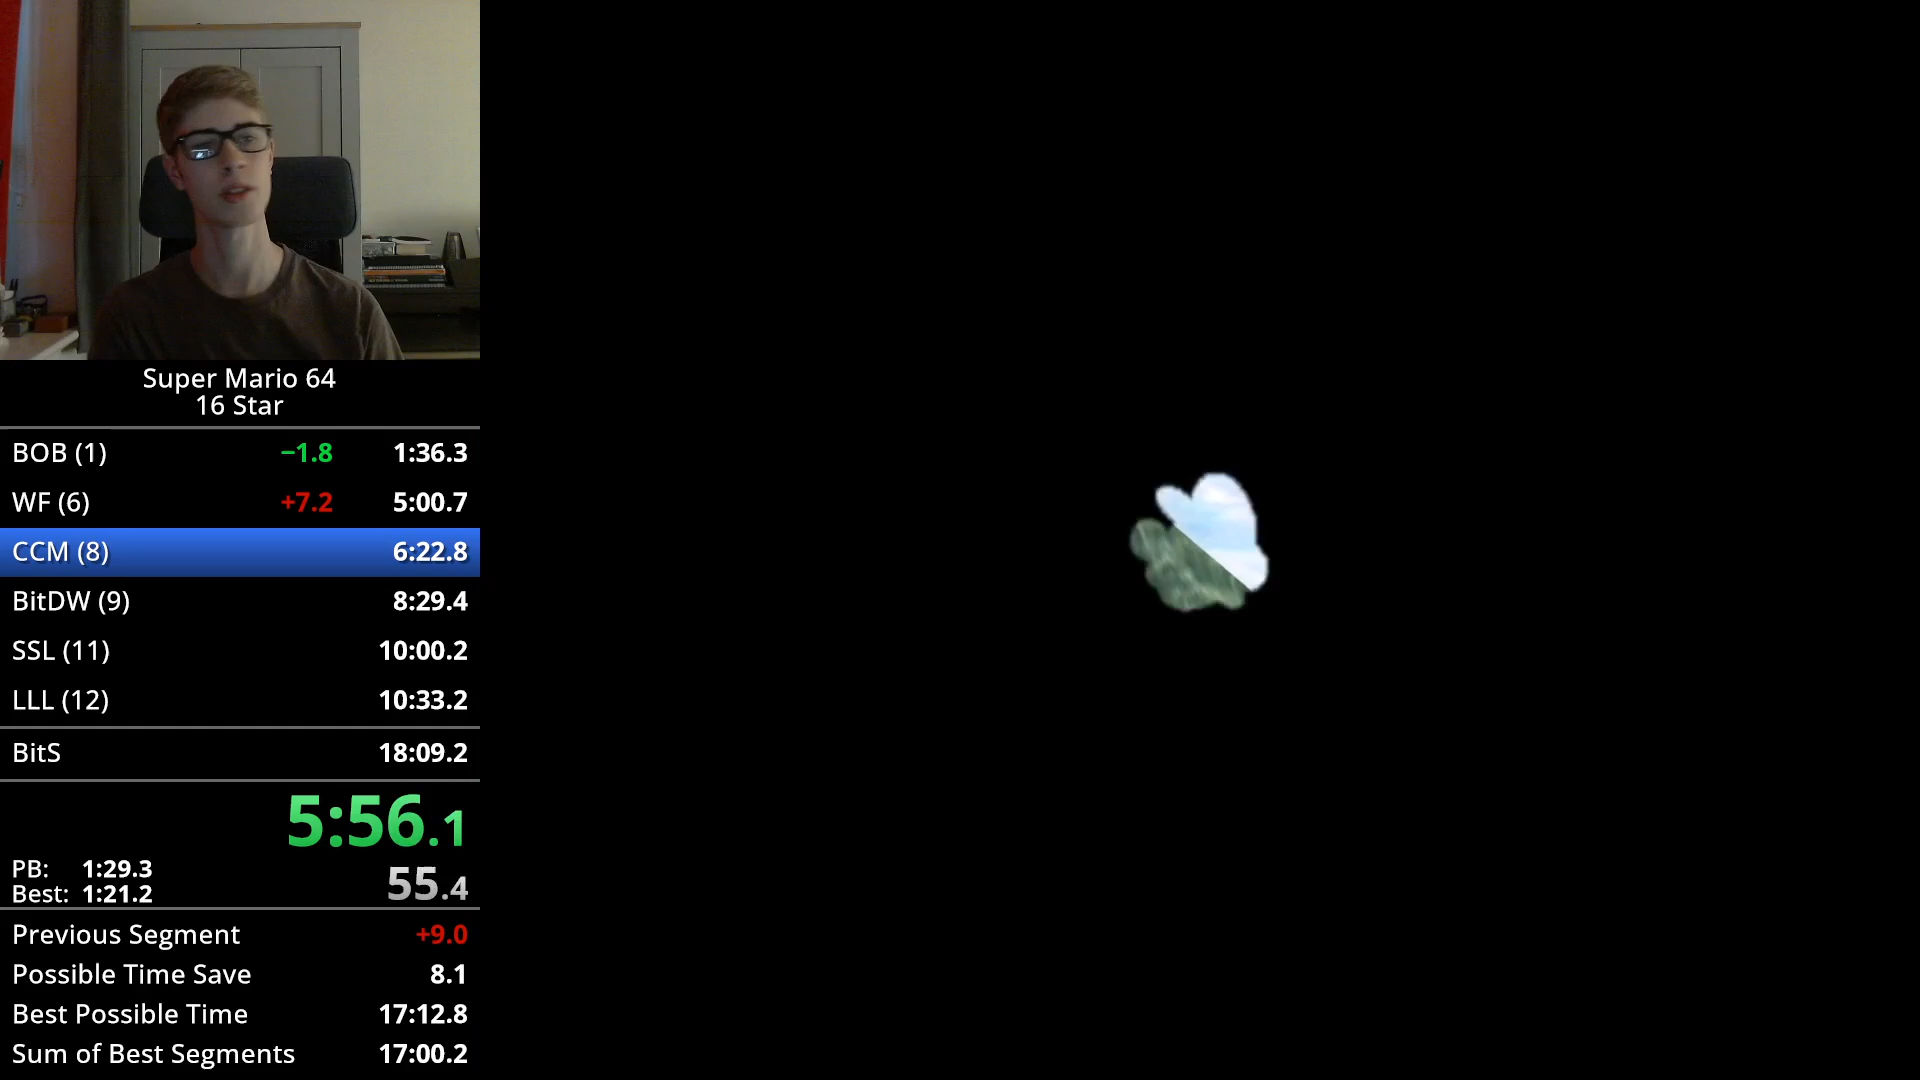 Super Mario 64
16 Star
BOB (1) −1.8 1:36.3
WF (6) +7.2 5:00.7
CCM (8) 6:22.8
BitDW (9) 8:29.4
SSL (11) 10:00.2
LLL (12) 10:33.2
BitS 18:09.2
5:56.1
PB: 1:29.3
Best: 1:21.2
55.4
Previous Segment +9.0
Possible Time Save 8.1
Best Possible Time 17:12.8
Sum of Best Segments 17:00.2